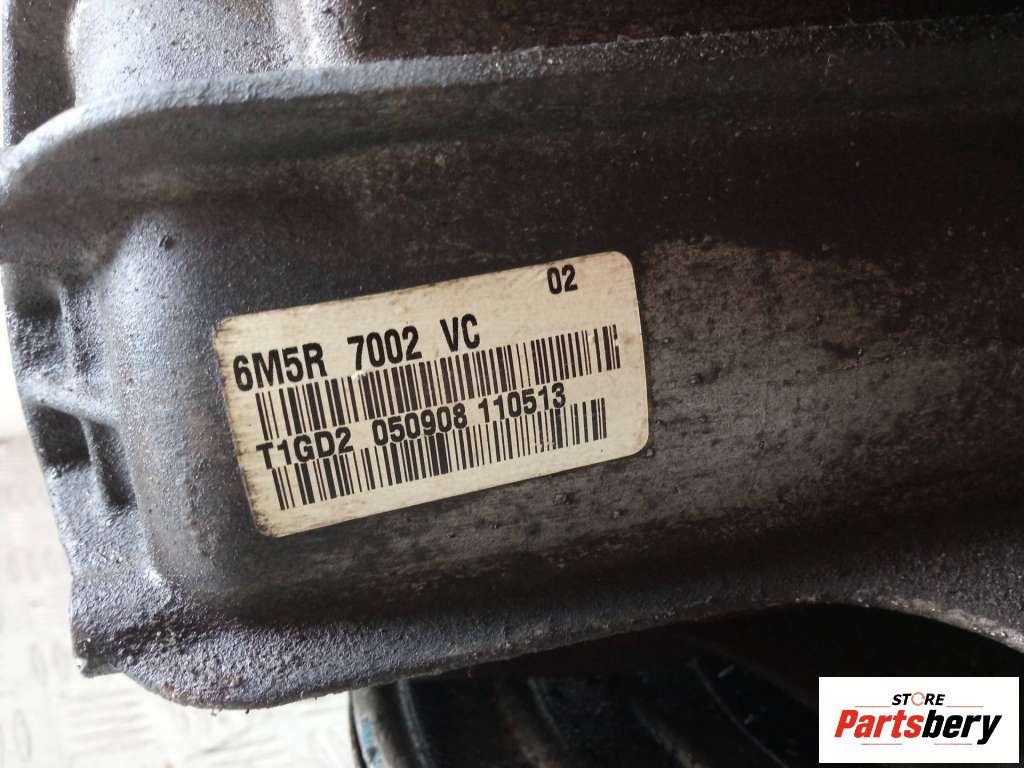 02
6M5R 7002 VC
T1GD2 050908 110513
STORE
Partsbery